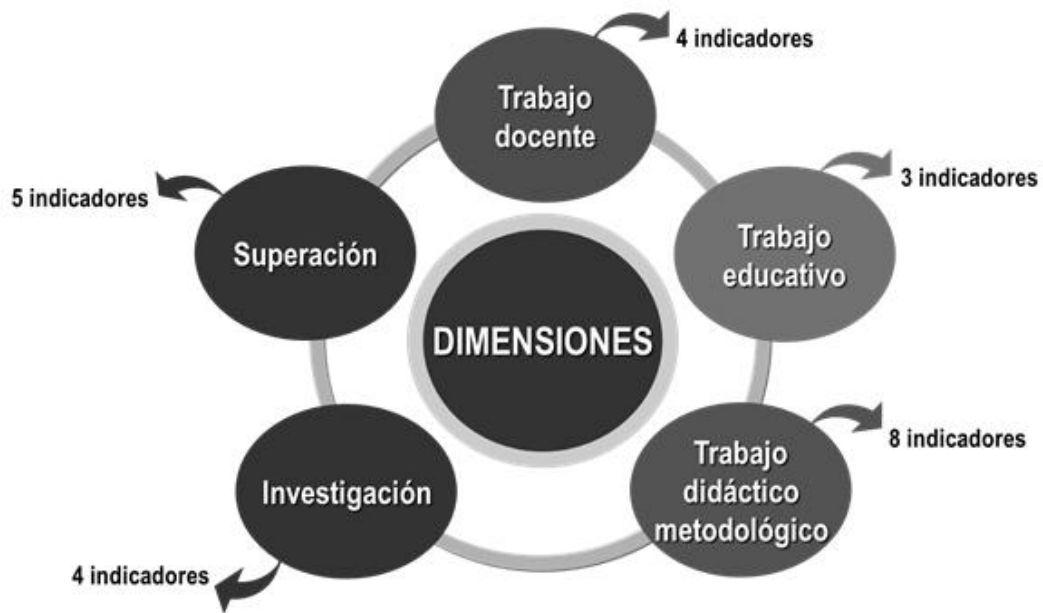 4 indicadores
Trabajo
docente
3 indicadores
Trabajo
educativo
8 indicadores
Trabajo
didáctico
metodológico
4 indicadores
Investigación
5 indicadores
Superación
DIMENSIONES